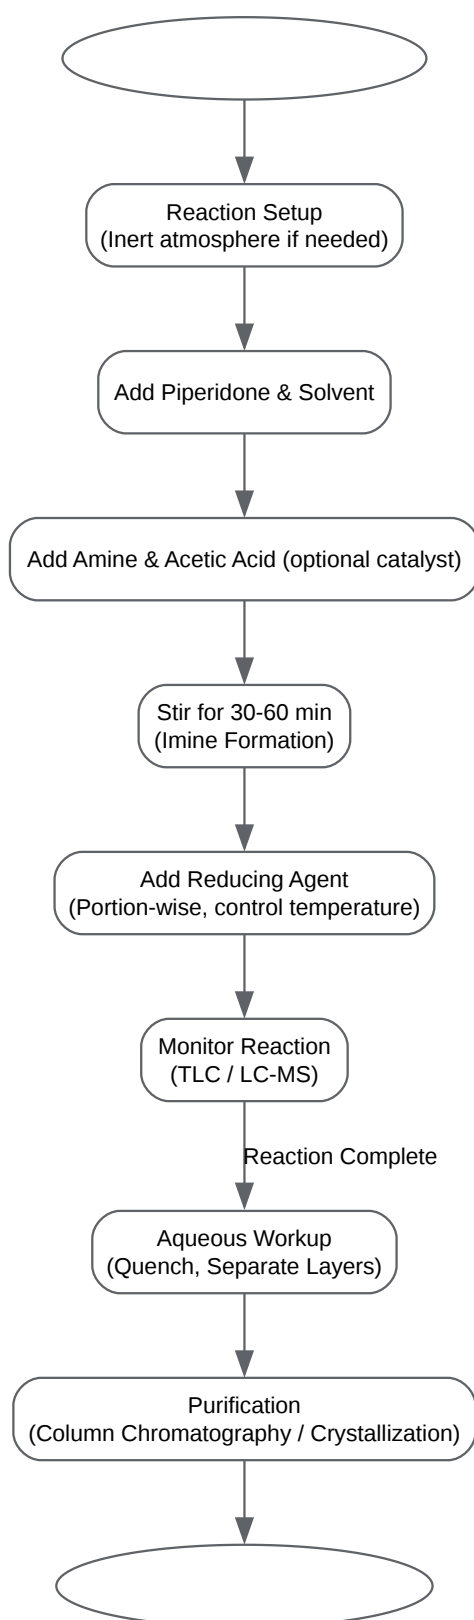 Reaction Setup
(Inert atmosphere if needed)
Add Piperidone & Solvent
Add Amine & Acetic Acid (optional catalyst)
Stir for 30-60 min
(Imine Formation)
Add Reducing Agent
(Portion-wise, control temperature)
Monitor Reaction
(TLC / LC-MS)
Reaction Complete
Aqueous Workup
(Quench, Separate Layers)
Purification
(Column Chromatography / Crystallization)